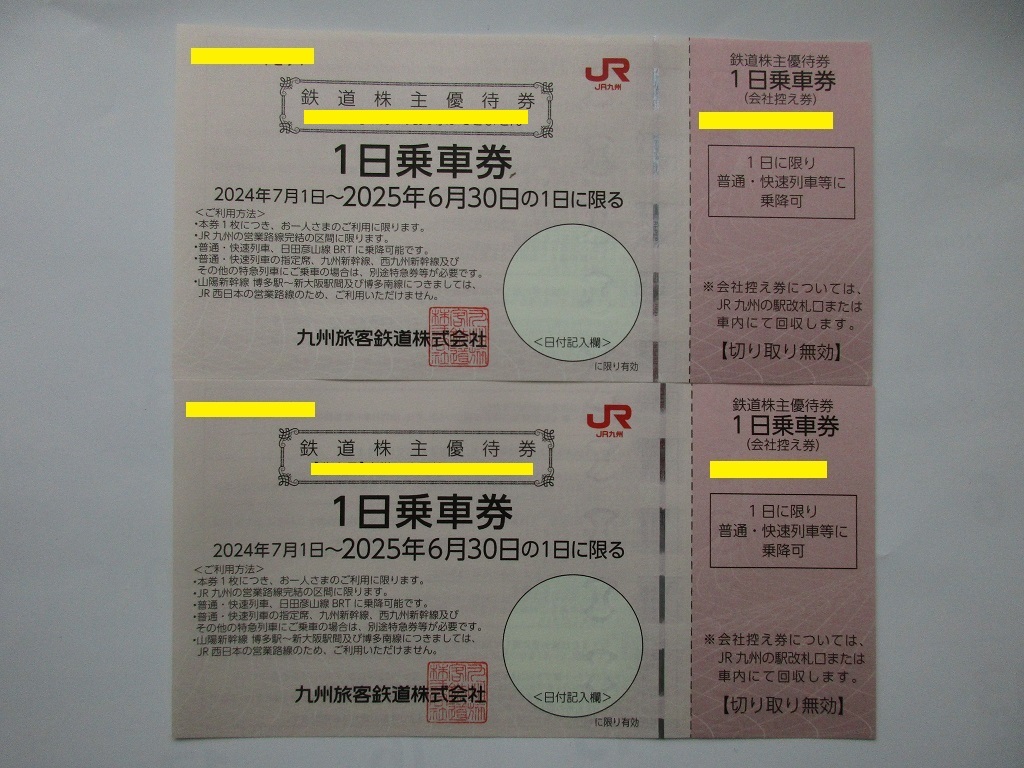 JR
JR九州
鉄道株主優待券
1日乗車券
2024年7月1日～2025年6月30日の1日に限る
＜ご利用方法＞
・本券1枚につき、お一人さまのご利用に限ります。
・JR九州の営業路線完結の区間に限ります。
・普通・快速列車、日田彦山線BRTに乗降可能です。
・普通・快速列車の指定席、九州新幹線、西九州新幹線及び
その他の特急列車にご乗車の場合は、別途特急券等が必要です。
・山陽新幹線 博多駅～新大阪駅間及び博多南線につきましては、
JR西日本の営業路線のため、ご利用いただけません。
九州旅客鉄道株式会社
＜日付記入欄＞
に限り有効
鉄道株主優待券
1日乗車券
(会社控え券)
1日に限り
普通・快速列車等に
乗降可
※会社控え券については、
JR九州の駅改札口または
車内にて回収します。
【切り取り無効】
JR
JR九州
鉄道株主優待券
1日乗車券
2024年7月1日～2025年6月30日の1日に限る
＜ご利用方法＞
・本券1枚につき、お一人さまのご利用に限ります。
・JR九州の営業路線完結の区間に限ります。
・普通・快速列車、日田彦山線BRTに乗降可能です。
・普通・快速列車の指定席、九州新幹線、西九州新幹線及び
その他の特急列車にご乗車の場合は、別途特急券等が必要です。
・山陽新幹線 博多駅～新大阪駅間及び博多南線につきましては、
JR西日本の営業路線のため、ご利用いただけません。
九州旅客鉄道株式会社
＜日付記入欄＞
に限り有効
鉄道株主優待券
1日乗車券
(会社控え券)
1日に限り
普通・快速列車等に
乗降可
※会社控え券については、
JR九州の駅改札口または
車内にて回収します。
【切り取り無効】